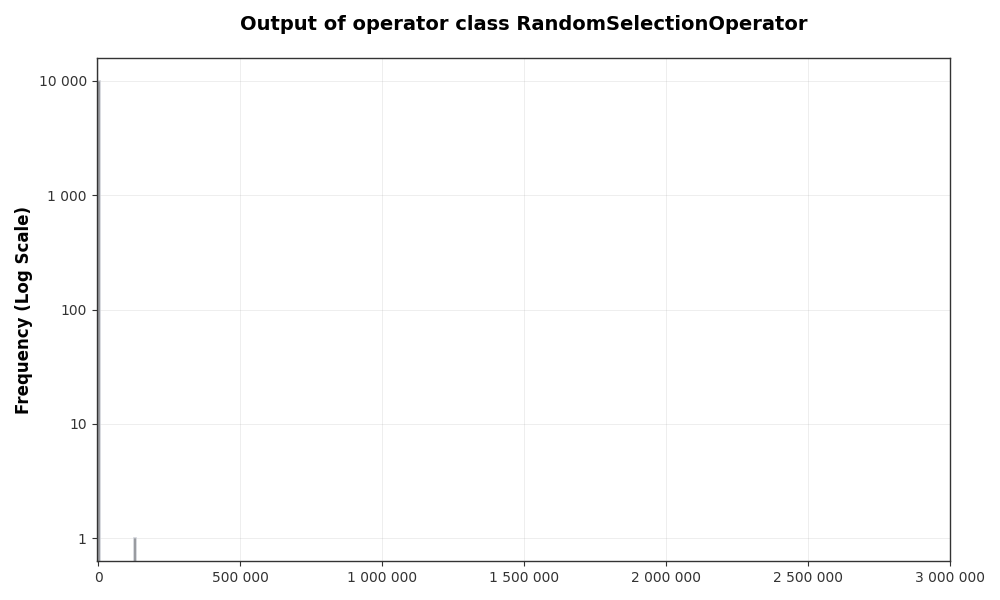 Output of operator class RandomSelectionOperator
Frequency (Log Scale)
10 000
1 000
100
10
1
0
500 000
1 000 000
1 500 000
2 000 000
2 500 000
3 000 000